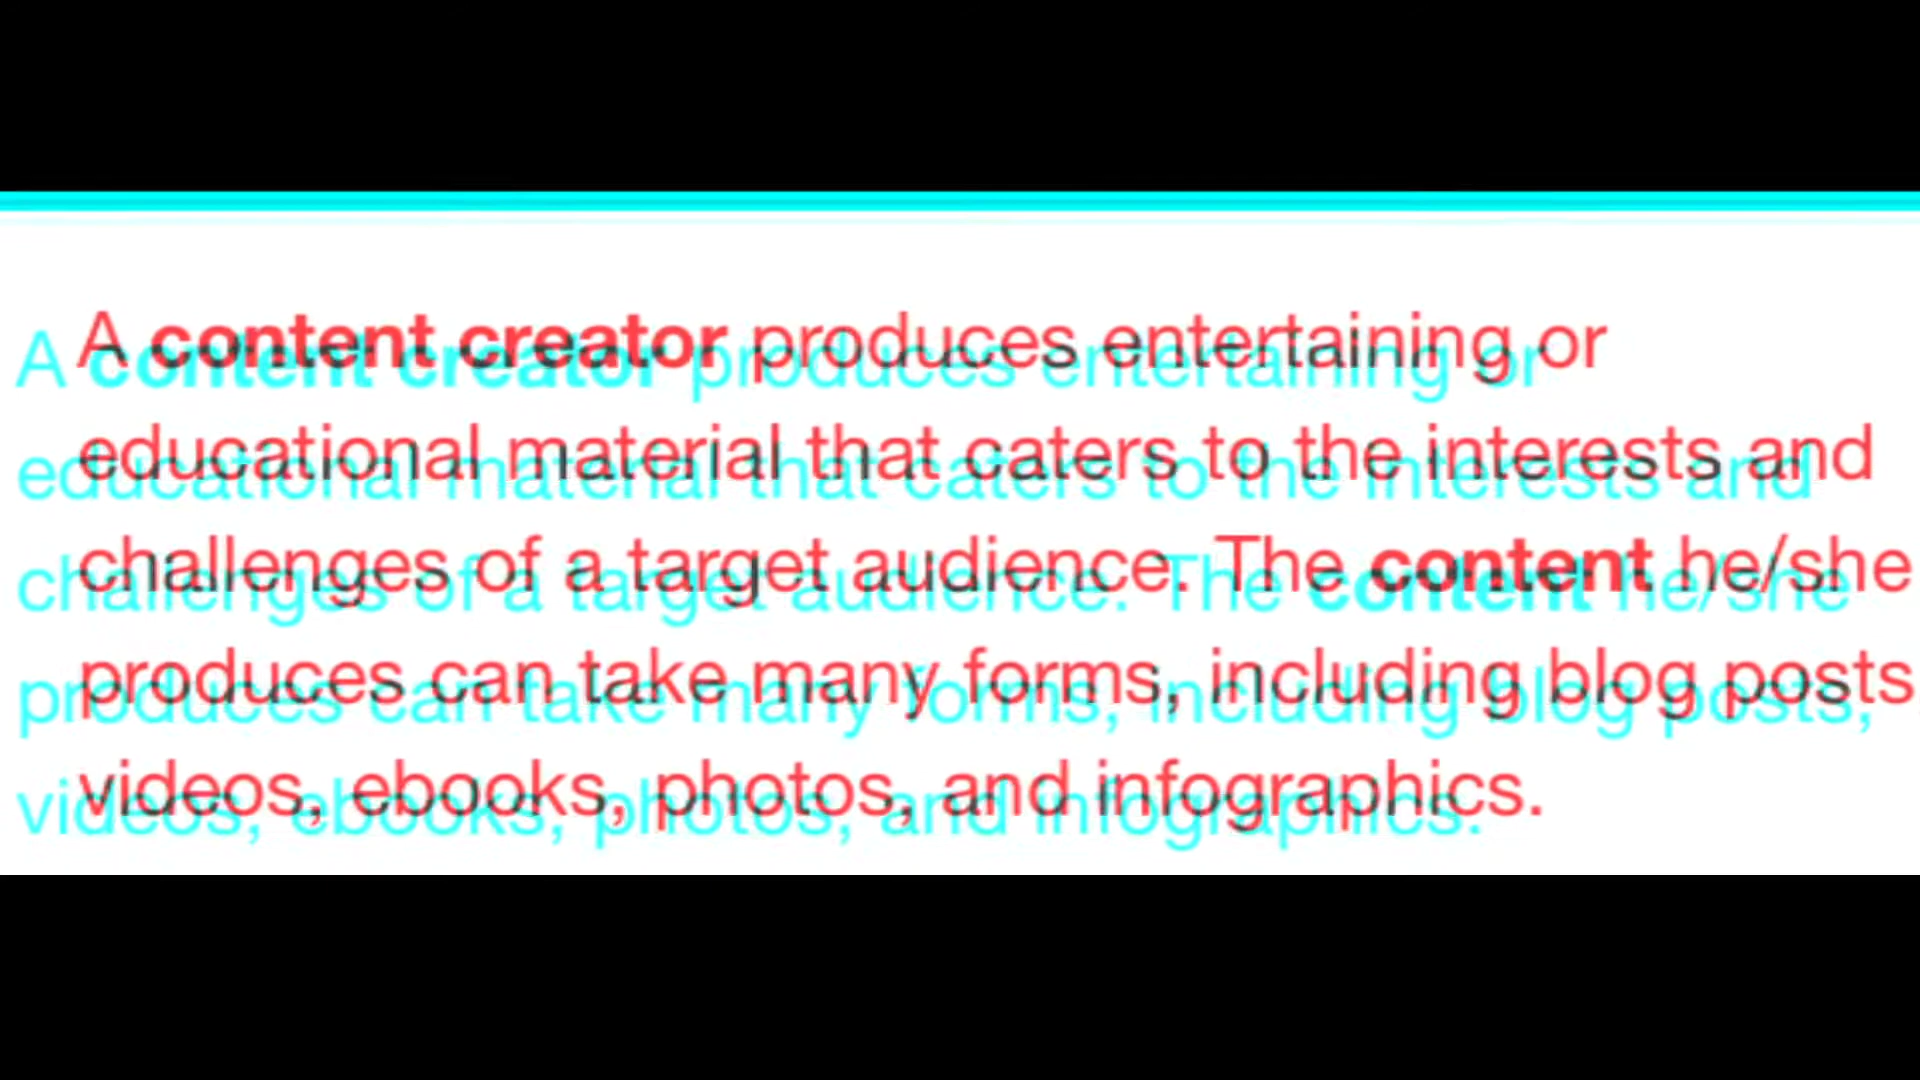 A content creator produces entertaining or
educational material that caters to the interests and
challenges of a target audience. The content he/she
produces can take many forms, including blog posts,
videos, ebooks, photos, and infographics.